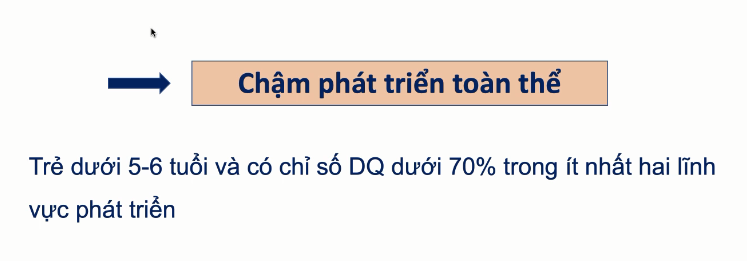 Chậm phát triển toàn thể
Trẻ dưới 5-6 tuổi và có chỉ số DQ dưới 70% trong ít nhất hai lĩnh
vực phát triển